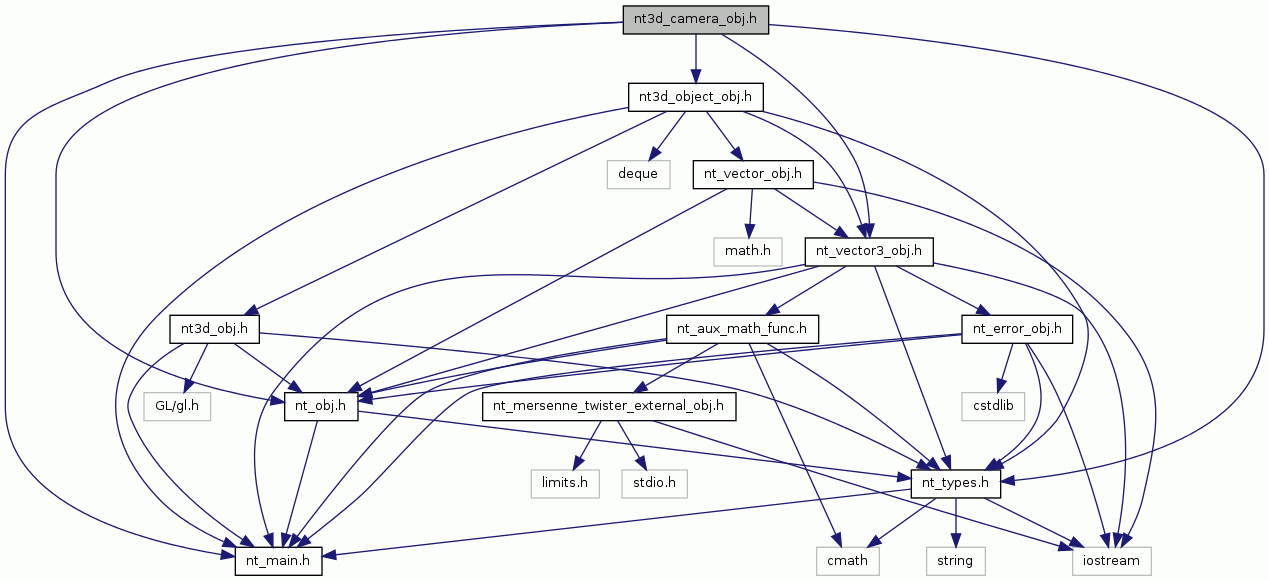 nt3d_camera_obj.h
nt3d_object_obj.h
deque
nt_vector_obj.h
math.h
nt_vector3_obj.h
nt3d_obj.h
nt_aux_math_func.h
nt_error_obj.h
GL/gl.h
nt_obj.h
nt_mersenne_twister_external_obj.h
cstdlib
limits.h
stdio.h
nt_types.h
nt_main.h
cmath
string
iostream